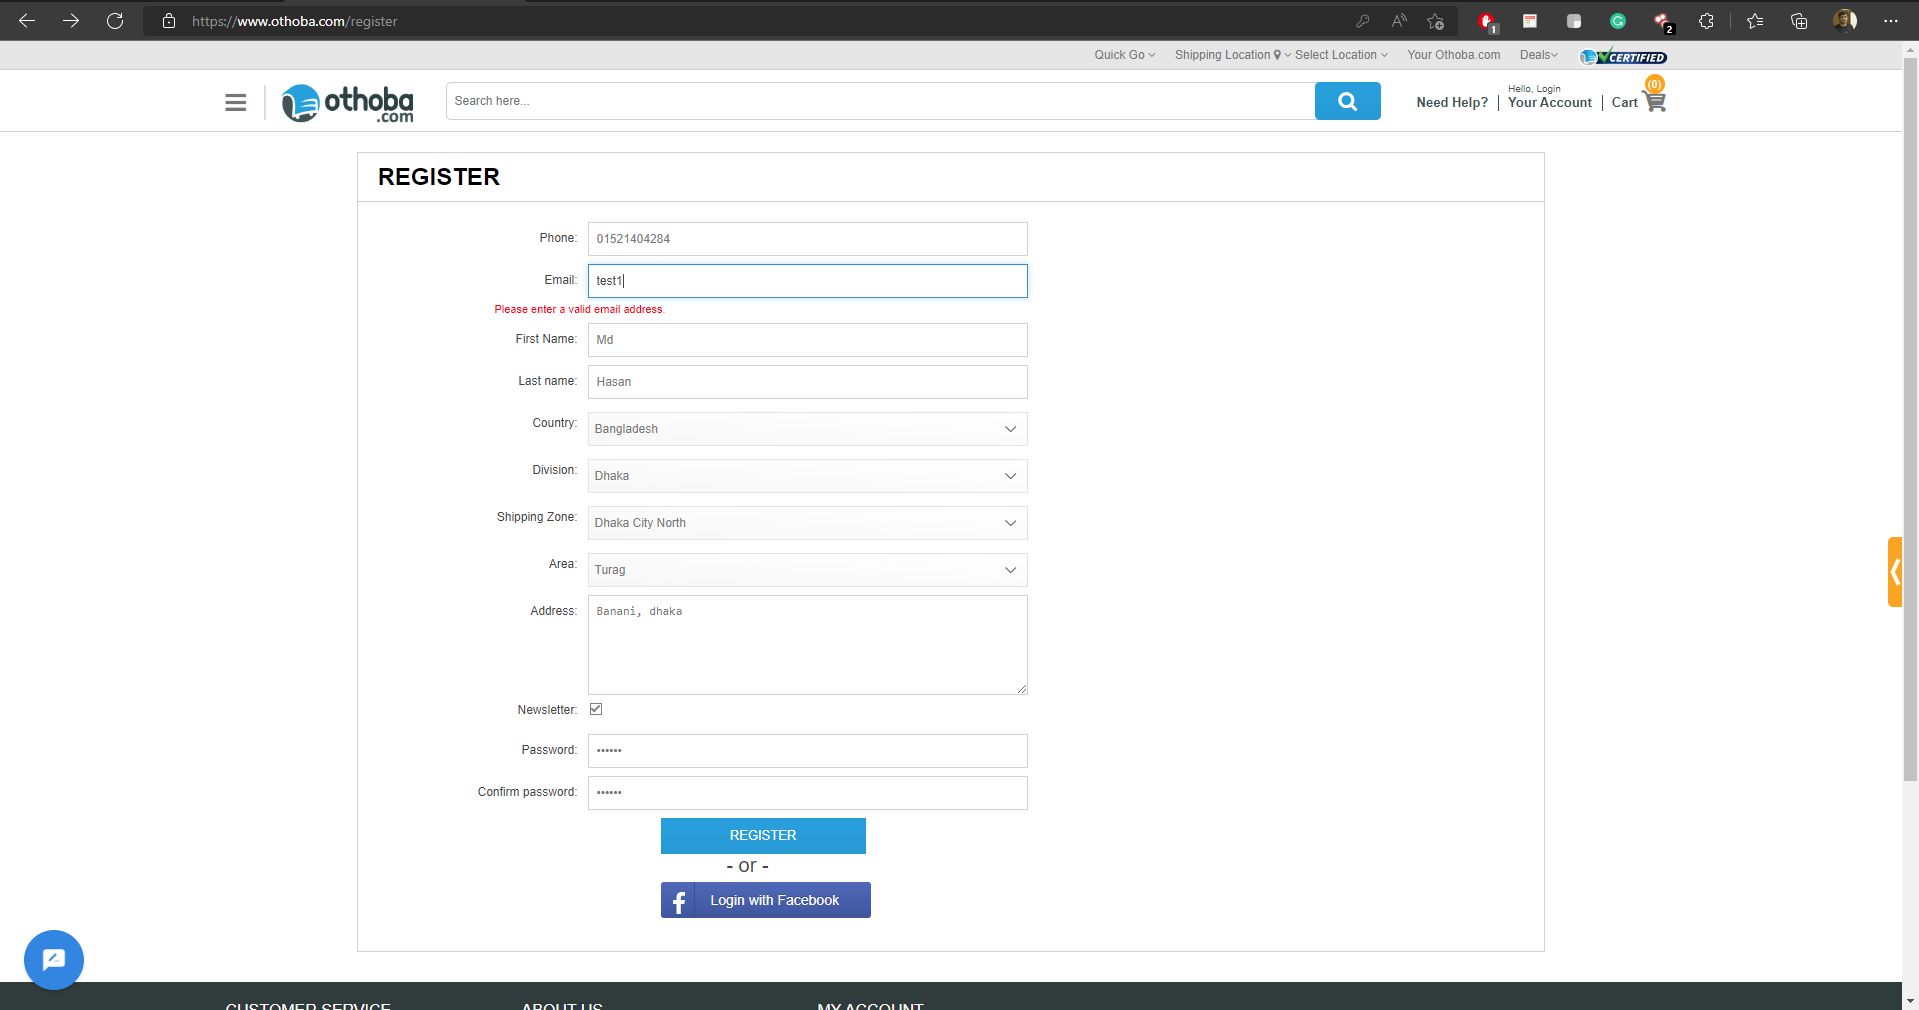 https://www.othoba.com/register
1
G
2
Quick Go
Shipping Location
Select Location
Your Othoba.com
Deals
CERTIFIED
othoba
.com
Search here...
Need Help?
Hello, Login
Your Account
Cart
(0)
REGISTER
Phone: 01521404284
Email: test1
Please enter a valid email address.
First Name: Md
Last name: Hasan
Country: Bangladesh
Division: Dhaka
Shipping Zone: Dhaka City North
Area: Turag
Address: Banani, dhaka
Newsletter:
Password: ••••••
Confirm password: ••••••
REGISTER
- or -
f Login with Facebook
CUSTOMER SERVICE
ABOUT US
MY ACCOUNT